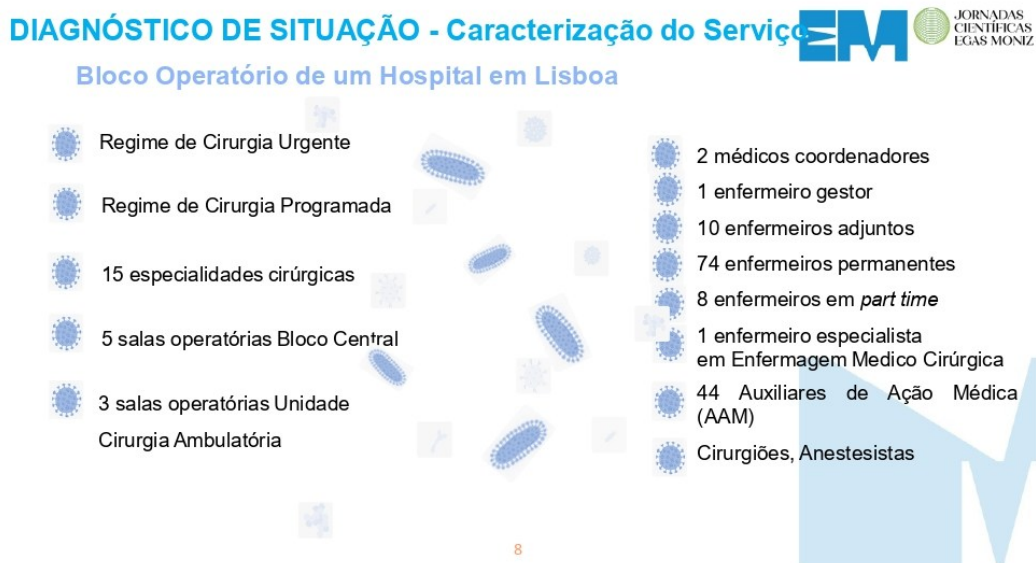 DIAGNÓSTICO DE SITUAÇÃO - Caracterização do Serviço
EM
JORNADAS
CIENTÍFICAS
EGAS MONIZ
Bloco Operatório de um Hospital em Lisboa
Regime de Cirurgia Urgente
Regime de Cirurgia Programada
15 especialidades cirúrgicas
5 salas operatórias Bloco Central
3 salas operatórias Unidade
Cirurgia Ambulatória
2 médicos coordenadores
1 enfermeiro gestor
10 enfermeiros adjuntos
74 enfermeiros permanentes
8 enfermeiros em part time
1 enfermeiro especialista
em Enfermagem Medico Cirúrgica
44 Auxiliares de Ação Médica
(AAM)
Cirurgiões, Anestesistas
8